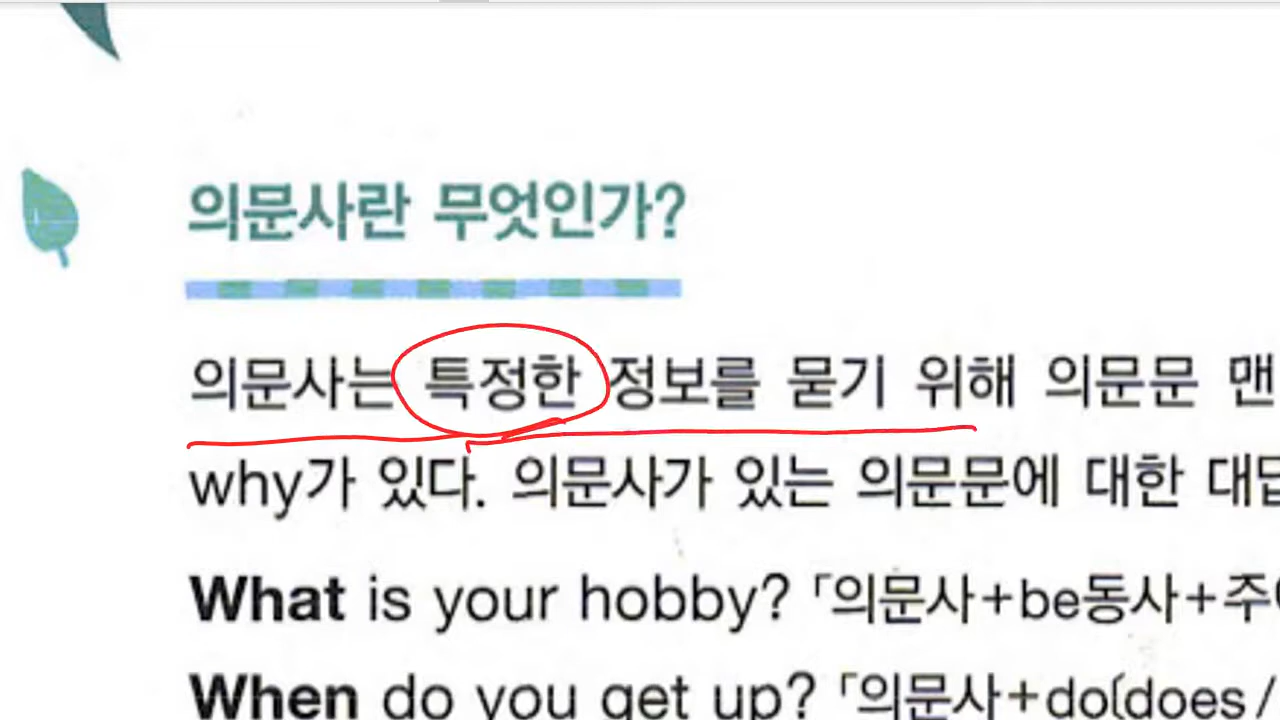 의문사란 무엇인가?
의문사는 특정한 정보를 묻기 위해 의문문 맨
why가 있다. 의문사가 있는 의문문에 대한
What is your hobby? 「의문사+be동사+
When do you get up? 「의문사+do(does /